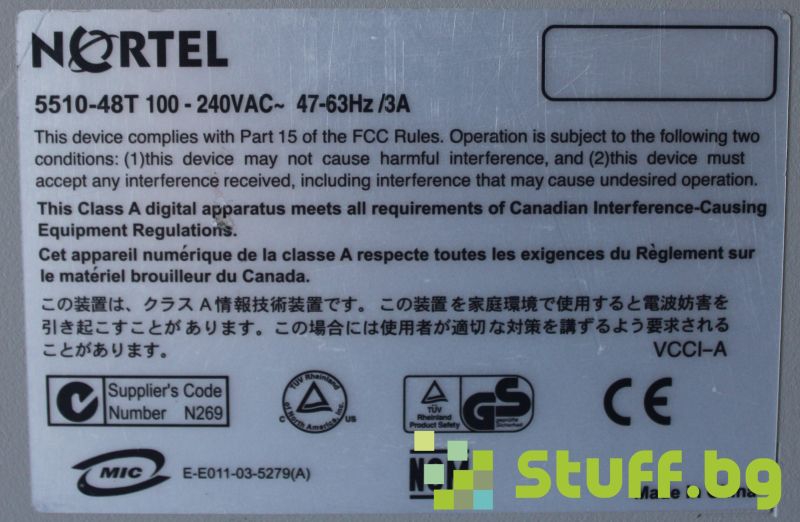 NORTEL
5510-48T 100 - 240VAC~ 47-63Hz /3A
This device complies with Part 15 of the FCC Rules. Operation is subject to the following two
conditions: (1)this device may not cause harmful interference, and (2)this device must
accept any interference received, including interference that may cause undesired operation.
This Class A digital apparatus meets all requirements of Canadian Interference-Causing
Equipment Regulations.
Cet appareil numérique de la classe A respecte toutes les exigences du Règlement sur
le matériel brouilleur du Canada.
この装置は、クラス A 情報技術装置です。この装置を家庭環境で使用すると電波妨害を
引き起こすことがあります。この場合には使用者が適切な対策を講ずるよう要求される
ことがあります。
VCCI-A
Supplier's Code
Number N269
TÜV Rheinland
of North America, Inc.
C US
TÜV
Rheinland
Product Safety
GS
geprüfte
Sicherheit
CE
MIC
E-E011-03-5279(A)
NOM
Stuff.bg
Made in China